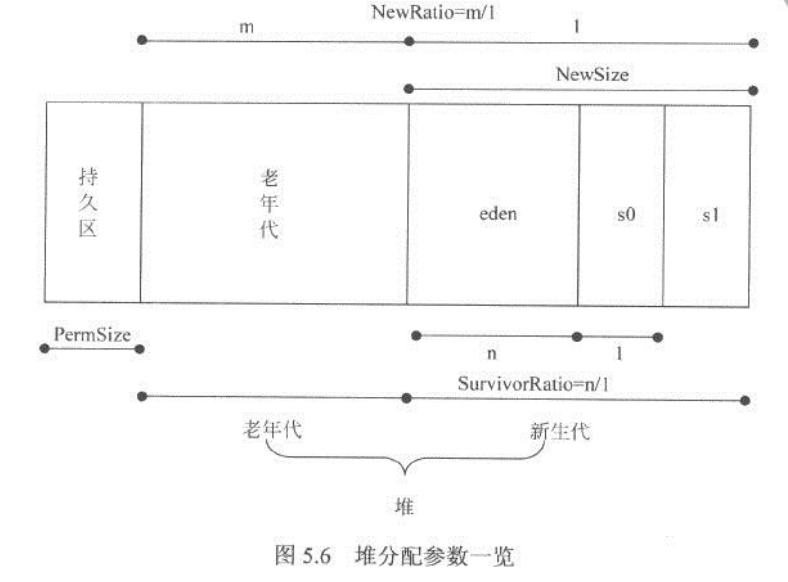 NewRatio=m/1
m
1
NewSize
持久区
老年代
eden
s0
s1
PermSize
n
1
SurvivorRatio=n/1
老年代
新生代
堆
图 5.6 堆分配参数一览